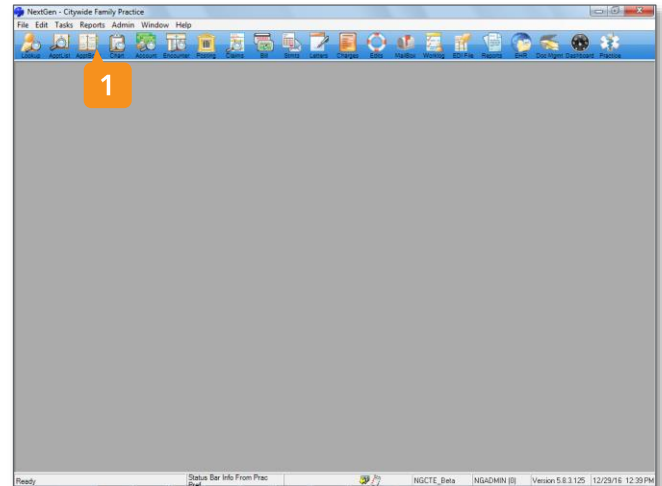 NextGen - Citywide Family Practice
File Edit Tasks Reports Admin Window Help
Lookup ApptList ApptBook Chart Account Encounter Posting Claims Bill Stmts Letters Charges Edits MailBox Worklog EDI File Reports EHR Doc Mgmt Dashboard Practice
1
Ready Status Bar Info From Prac Pref NGCTE_Beta NGADMIN (0) Version 5.8.3.125 12/29/16 12:39 PM